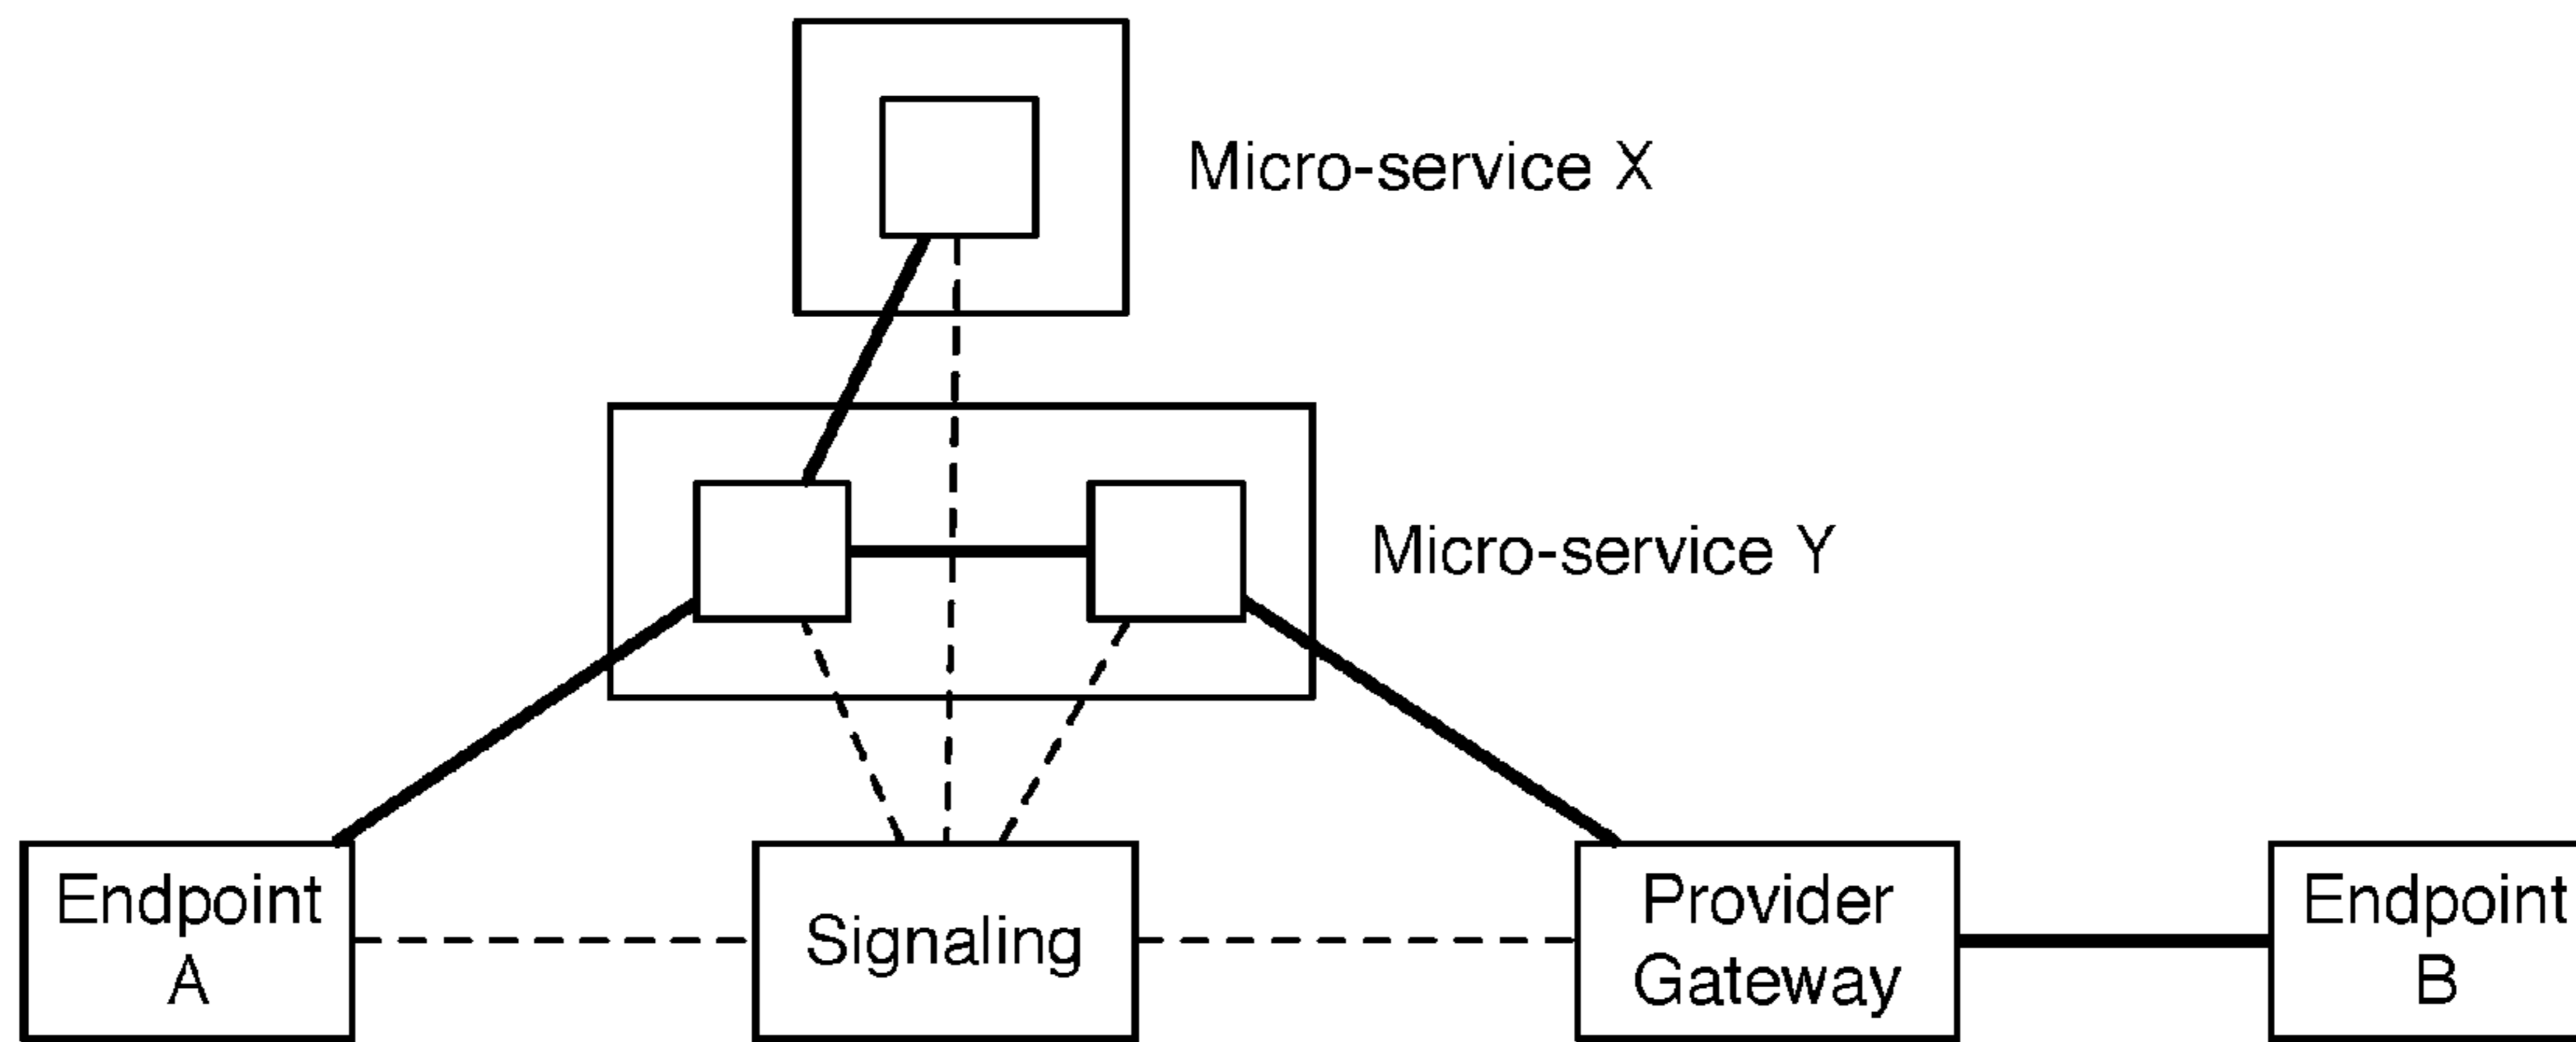 Micro-service X
Micro-service Y
Endpoint
A
Signaling
Provider
Gateway
Endpoint
B